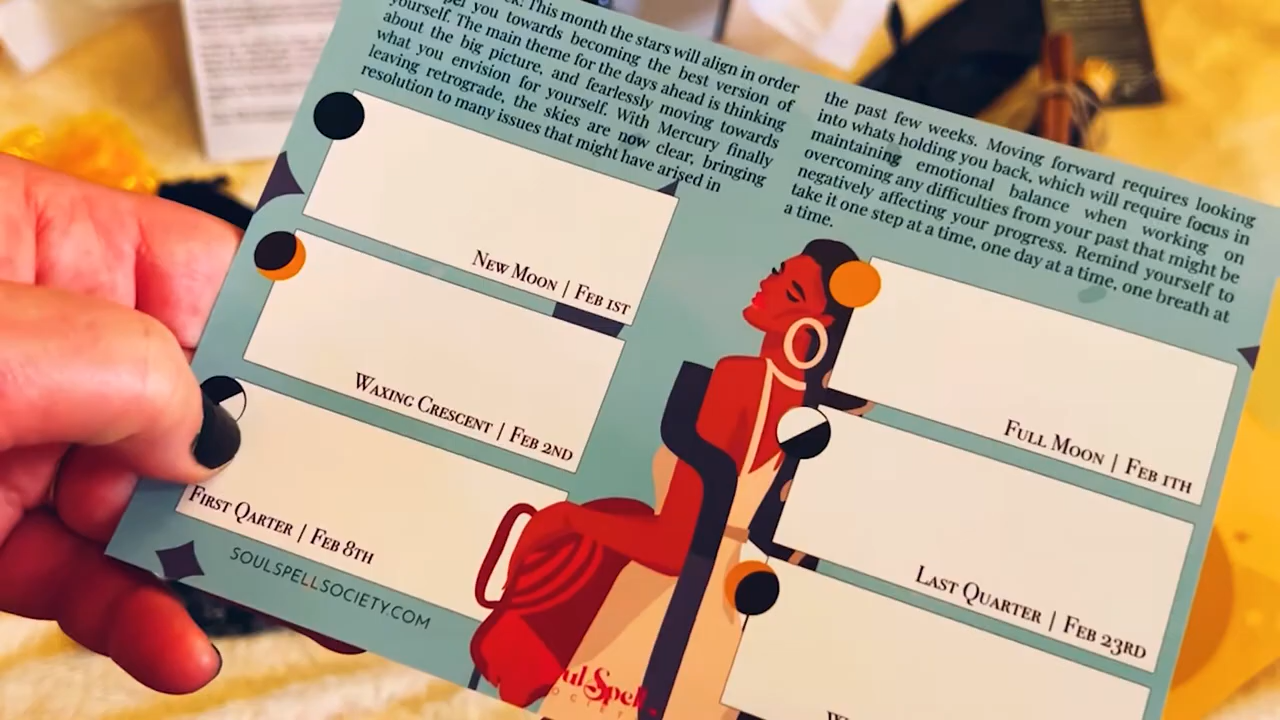 This month the stars will align in order
you towards becoming the best version of
yourself. The main theme for the days ahead is thinking
about the big picture, and fearlessly moving towards
what you envision for yourself. With Mercury finally
leaving retrograde, the skies are now clear, bringing
resolution to many issues that might have arised in
New Moon | Feb 1st
Waxing Crescent | Feb 2nd
First Qarter | Feb 8th
SOULSPELLSOCIETY.COM
the past few weeks. Moving forward requires looking
into whats holding you back, which will require focus in
maintaining emotional balance when working on
overcoming any difficulties from your past that might be
negatively affecting your progress. Remind yourself to
take it one step at a time, one day at a time, one breath at
a time.
Full Moon | Feb 1th
Last Quarter | Feb 23rd
Spell